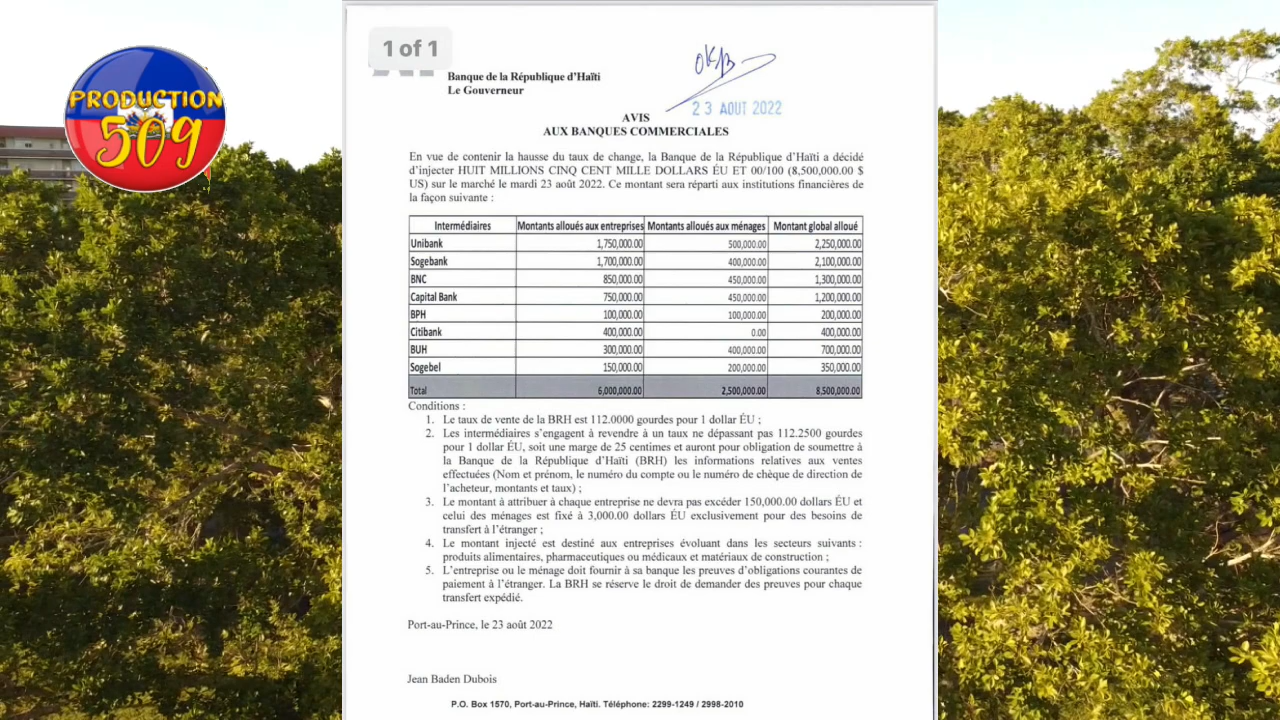 1 of 1
PRODUCTION
509
Banque de la République d'Haïti
Le Gouverneur
23 AOUT 2022
AVIS
AUX BANQUES COMMERCIALES
En vue de contenir la hausse du taux de change, la Banque de la République d'Haïti a décidé
d'injecter HUIT MILLIONS CINQ CENT MILLE DOLLARS ÉU ET 00/100 (8,500,000.00 $
US) sur le marché le mardi 23 août 2022. Ce montant sera réparti aux institutions financières de
la façon suivante :
Intermédiaires Montants alloués aux entreprises Montants alloués aux ménages Montant global alloué
Unibank 1,750,000.00 500,000.00 2,250,000.00
Sogebank 1,700,000.00 400,000.00 2,100,000.00
BNC 850,000.00 450,000.00 1,300,000.00
Capital Bank 750,000.00 450,000.00 1,200,000.00
BPH 100,000.00 100,000.00 200,000.00
Citibank 400,000.00 0.00 400,000.00
BUH 300,000.00 400,000.00 700,000.00
Sogebel 150,000.00 200,000.00 350,000.00
Total 6,000,000.00 2,500,000.00 8,500,000.00
Conditions :
1. Le taux de vente de la BRH est 112.0000 gourdes pour 1 dollar ÉU ;
2. Les intermédiaires s'engagent à revendre à un taux ne dépassant pas 112.2500 gourdes
pour 1 dollar ÉU, soit une marge de 25 centimes et auront pour obligation de soumettre à
la Banque de la République d'Haïti (BRH) les informations relatives aux ventes
effectuées (Nom et prénom, le numéro du compte ou le numéro de chèque de direction de
l'acheteur, montants et taux) ;
3. Le montant à attribuer à chaque entreprise ne devra pas excéder 150,000.00 dollars ÉU et
celui des ménages est fixé à 3,000.00 dollars ÉU exclusivement pour des besoins de
transfert à l'étranger ;
4. Le montant injecté est destiné aux entreprises évoluant dans les secteurs suivants :
produits alimentaires, pharmaceutiques ou médicaux et matériaux de construction ;
5. L'entreprise ou le ménage doit fournir à sa banque les preuves d'obligations courantes de
paiement à l'étranger. La BRH se réserve le droit de demander des preuves pour chaque
transfert expédié.
Port-au-Prince, le 23 août 2022
Jean Baden Dubois
P.O. Box 1570, Port-au-Prince, Haïti. Téléphone: 2299-1249 / 2998-2010